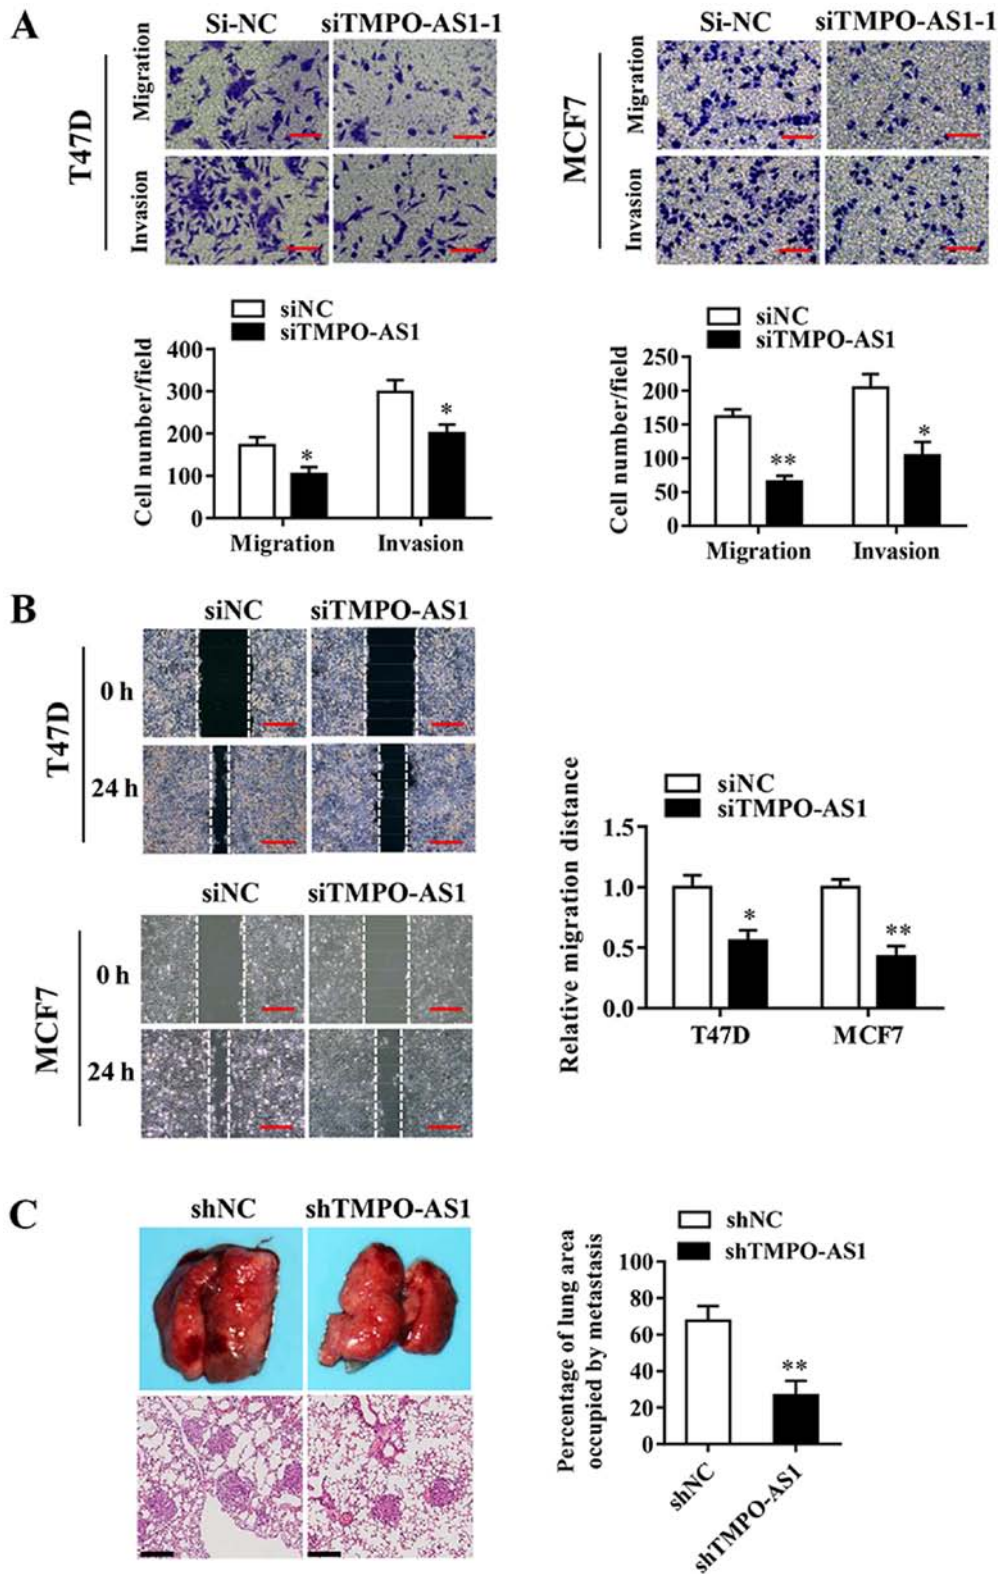 A
Si-NC siTMPO-AS1-1
T47D
Migration
Invasion
Si-NC siTMPO-AS1-1
MCF7
Migration
Invasion
siNC
siTMPO-AS1
Cell number/field
400
300
200
100
0
*
*
Migration Invasion
siNC
siTMPO-AS1
Cell number/field
250
200
150
100
50
0
**
*
Migration Invasion
B
siNC siTMPO-AS1
T47D
0 h
24 h
siNC siTMPO-AS1
MCF7
0 h
24 h
siNC
siTMPO-AS1
Relative migration distance
1.5
1.0
0.5
0.0
*
**
T47D MCF7
C
shNC shTMPO-AS1
shNC
shTMPO-AS1
Percentage of lung area
occupied by metastasis
100
80
60
40
20
0
**
shNC
shTMPO-AS1